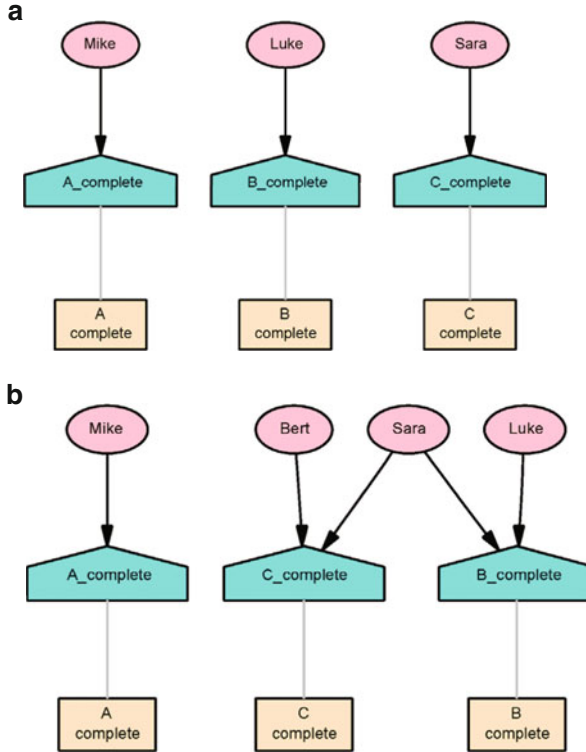 a
Mike Luke Sara
A_complete B_complete C_complete
A B C
complete complete complete
b
Mike Bert Sara Luke
A_complete C_complete B_complete
A C B
complete complete complete